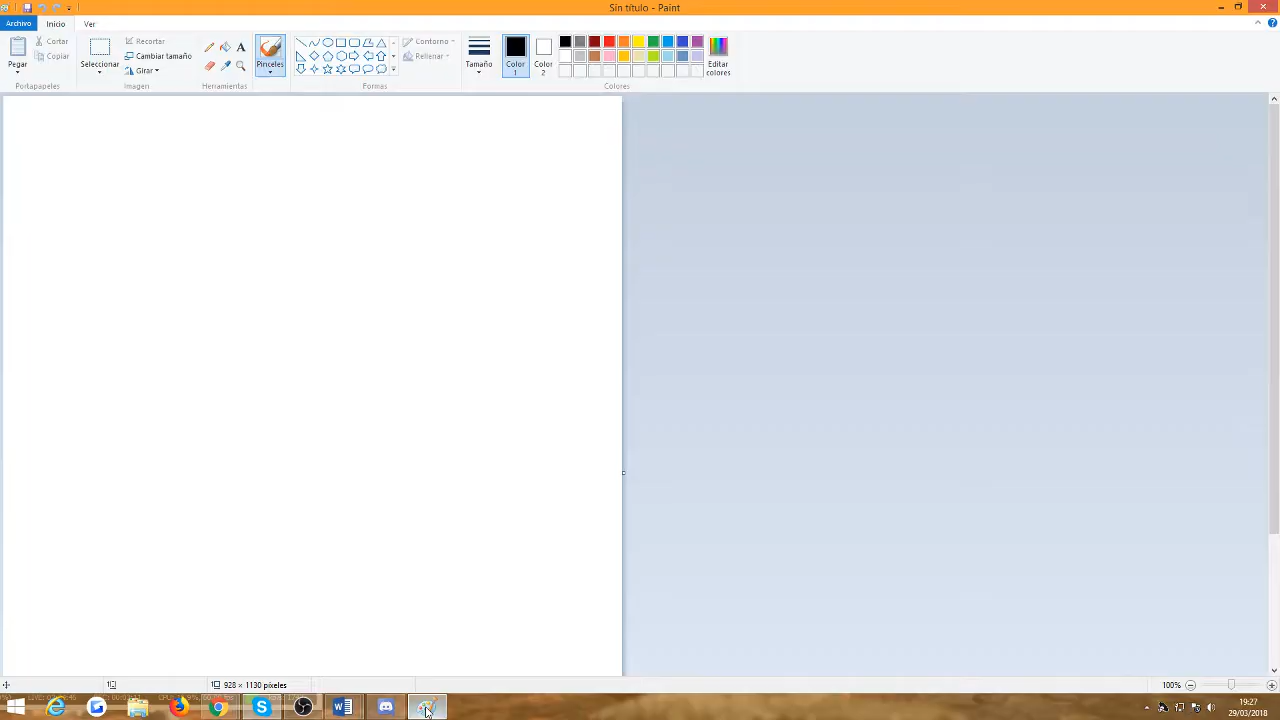 Sin título - Paint
Archivo Inicio Ver
Pegar
Cortar
Copiar
Portapapeles
Seleccionar
Recortar
Cambiar tamaño
Girar
Imagen
A
Herramientas
Pinceles
Contorno
Rellenar
Formas
Tamaño
Color 1
Color 2
Editar colores
Colores
928 × 1130 píxeles
100%
19:27
29/03/2018